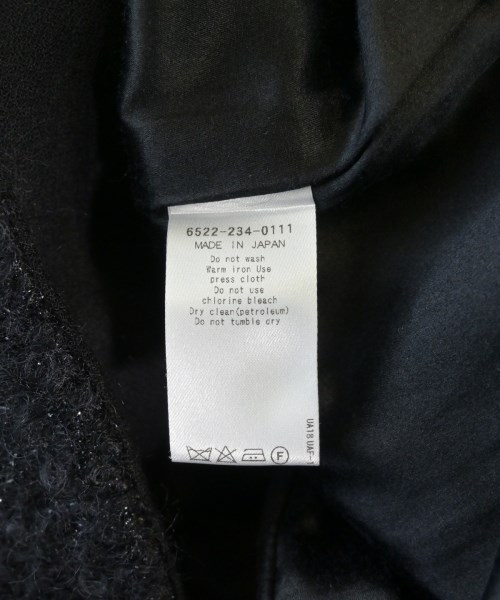 6522-234-0111
MADE IN JAPAN
Do not wash
Warm iron Use
press cloth
Do not use
chlorine bleach
Dry clean(petroleum)
Do not tumble dry
F